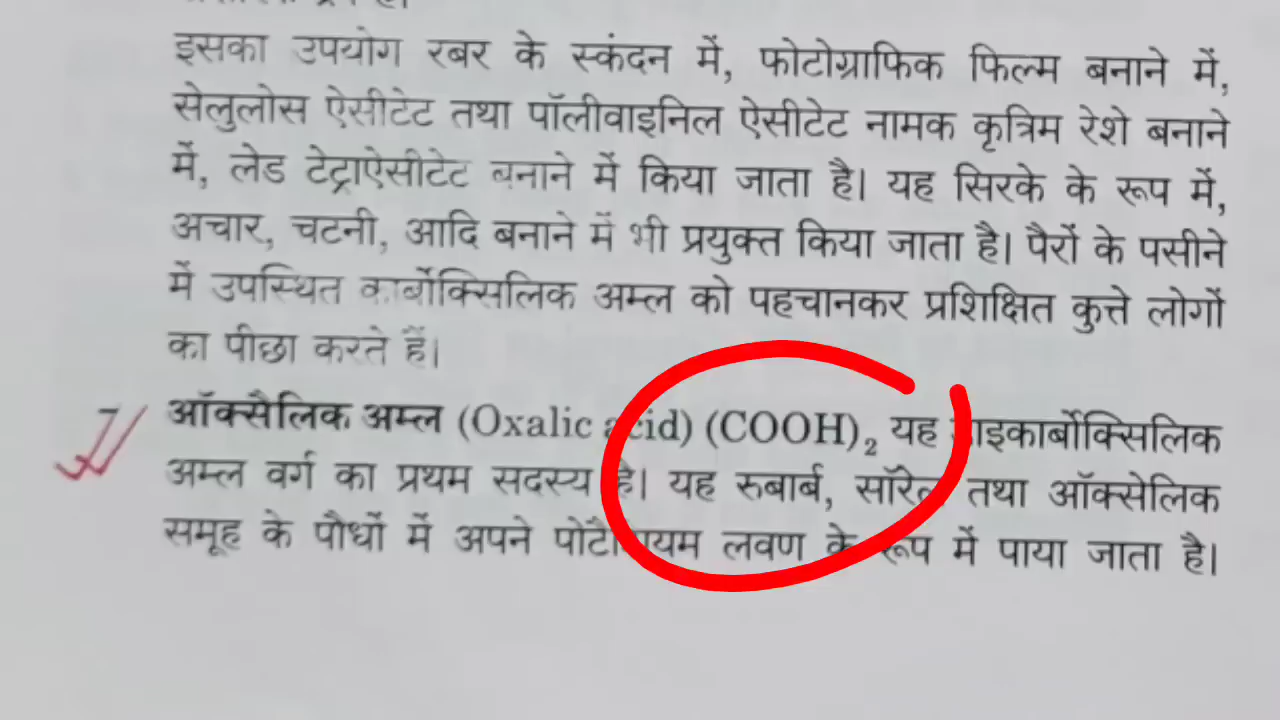 इसका उपयोग रबर के स्कंदन में, फोटोग्राफिक फिल्म बनाने में,
सेलुलोस ऐसीटेट तथा पॉलीवाइनिल ऐसीटेट नामक कृत्रिम रेशे बनाने
में, लेड टेट्राऐसीटेट बनाने में किया जाता है। यह सिरके के रूप में,
अचार, चटनी, आदि बनाने में भी प्रयुक्त किया जाता है। पैरों के पसीने
में उपस्थित कार्बोक्सिलिक अम्ल को पहचानकर प्रशिक्षित कुत्ते लोगों
का पीछा करते हैं।
ऑक्सैलिक अम्ल (Oxalic acid) (COOH)₂ यह डाइकार्बोक्सिलिक
अम्ल वर्ग का प्रथम सदस्य है। यह रुबार्ब, सॉरेल तथा ऑक्सेलिक
समूह के पौधों में अपने पोटैशियम लवण के रूप में पाया जाता है।